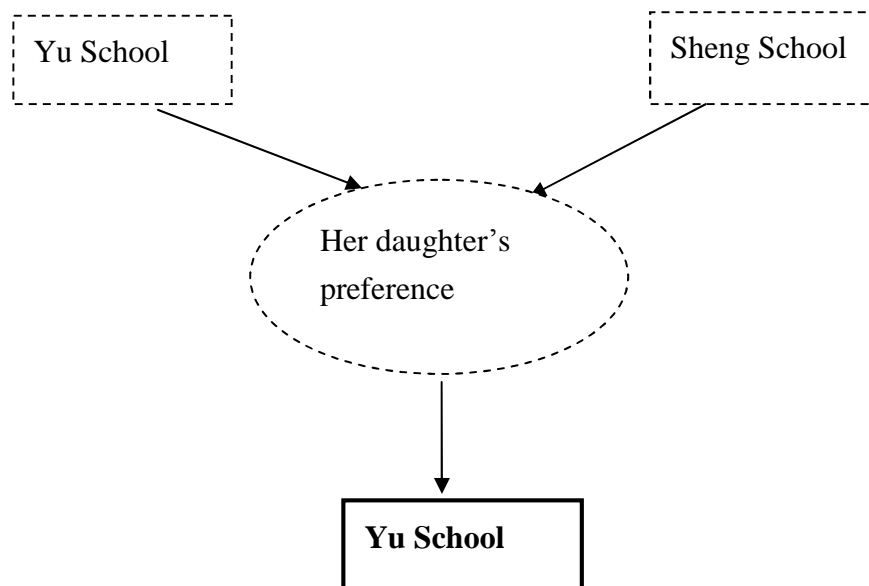 Yu School
Sheng School
Her daughter’s
preference
Yu School